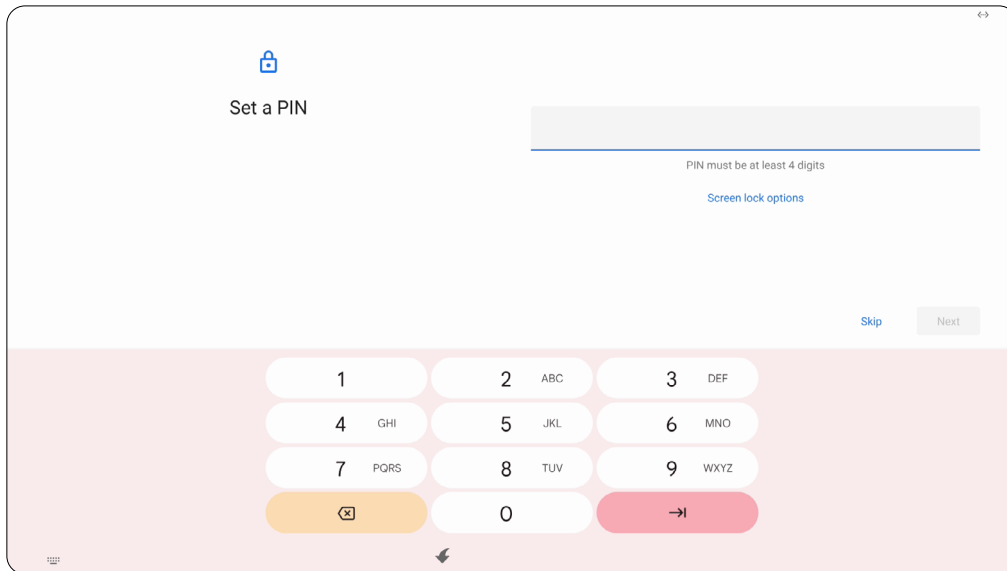 Set a PIN
PIN must be at least 4 digits
Screen lock options
Skip Next
1 2 ABC 3 DEF
4 GHI 5 JKL 6 MNO
7 PQRS 8 TUV 9 WXYZ
0